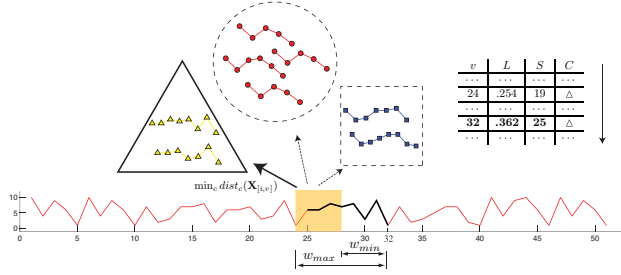 v L S C
... ... ... ...
24 .254 19 △
... ... ... ...
32 .362 25 △
... ... ... ...
min_c dist_c(X_[i,v])
10
5
0
0 5 10 15 20 25 30 32 35 40 45 50
w_min
w_max